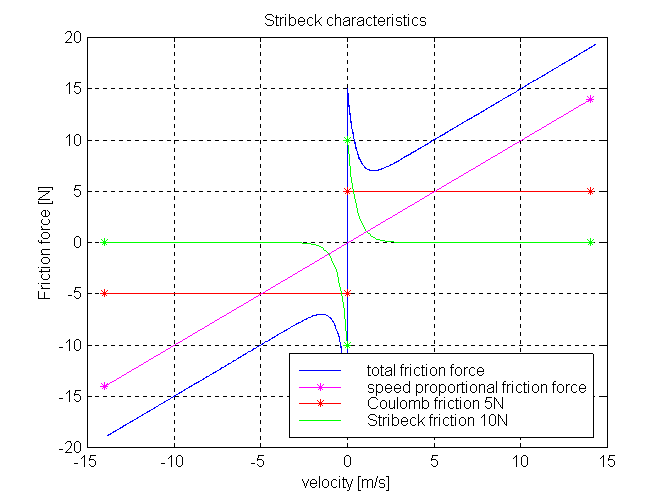 Stribeck characteristics
Friction force [N]
20
15
10
5
0
-5
-10
-15
-20
total friction force
speed proportional friction force
Coulomb friction 5N
Stribeck friction 10N
-15 -10 -5 0 5 10 15
velocity [m/s]